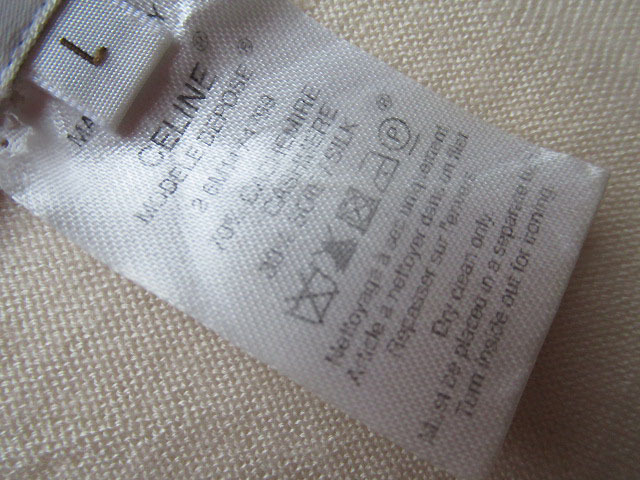 L
CELINE ®
MODELE DEPOSE ®
70% CACHEMIRE
CASHMERE
30% SOIE / SILK
P
Nettoyage à sec uniquement
Article à nettoyer dans un filet
Repasser sur l'envers
Dry clean only
Must be placed in a separate
Turn inside out for ironing.